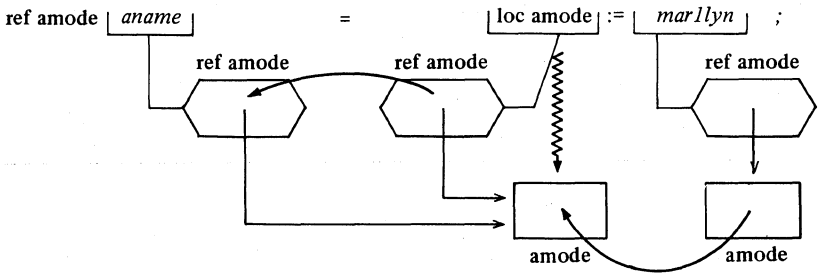 ref amode aname = loc amode := mar1lyn ;
ref amode ref amode ref amode
amode amode